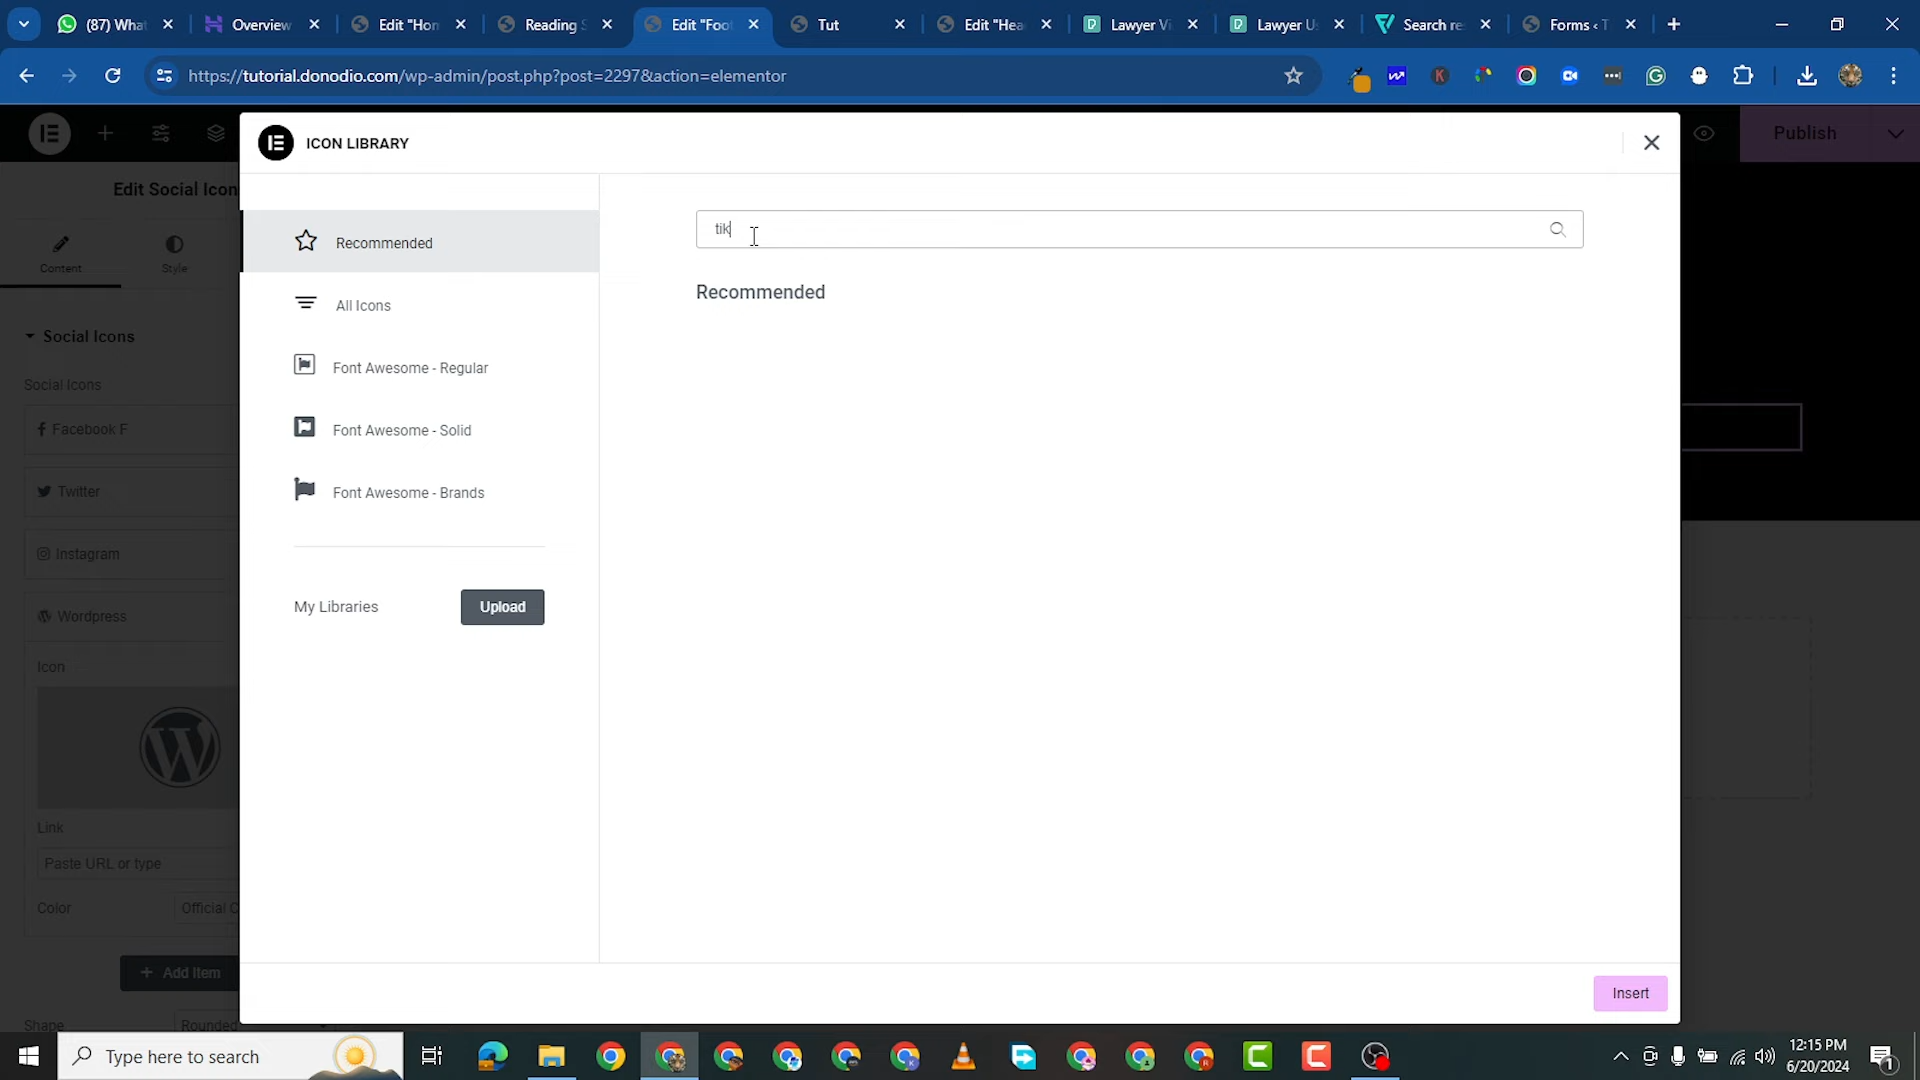 (87) What
Overview
Edit "Hon
Reading S
Edit "Foot
Tut
Edit "Hea
Lawyer Vi
Lawyer U
Search re
Forms ‹ T
https://tutorial.donodio.com/wp-admin/post.php?post=2297&action=elementor
ICON LIBRARY
Publish
Edit Social Icon
Content
Style
tik
Recommended
Recommended
All Icons
Font Awesome - Regular
Font Awesome - Solid
Font Awesome - Brands
My Libraries
Upload
Social Icons
Social Icons
Facebook F
Twitter
Instagram
Wordpress
Icon
Link
Paste URL or type
Color
Official C
Add Item
Shape
Rounded
Insert
Type here to search
12:15 PM
6/20/2024
1